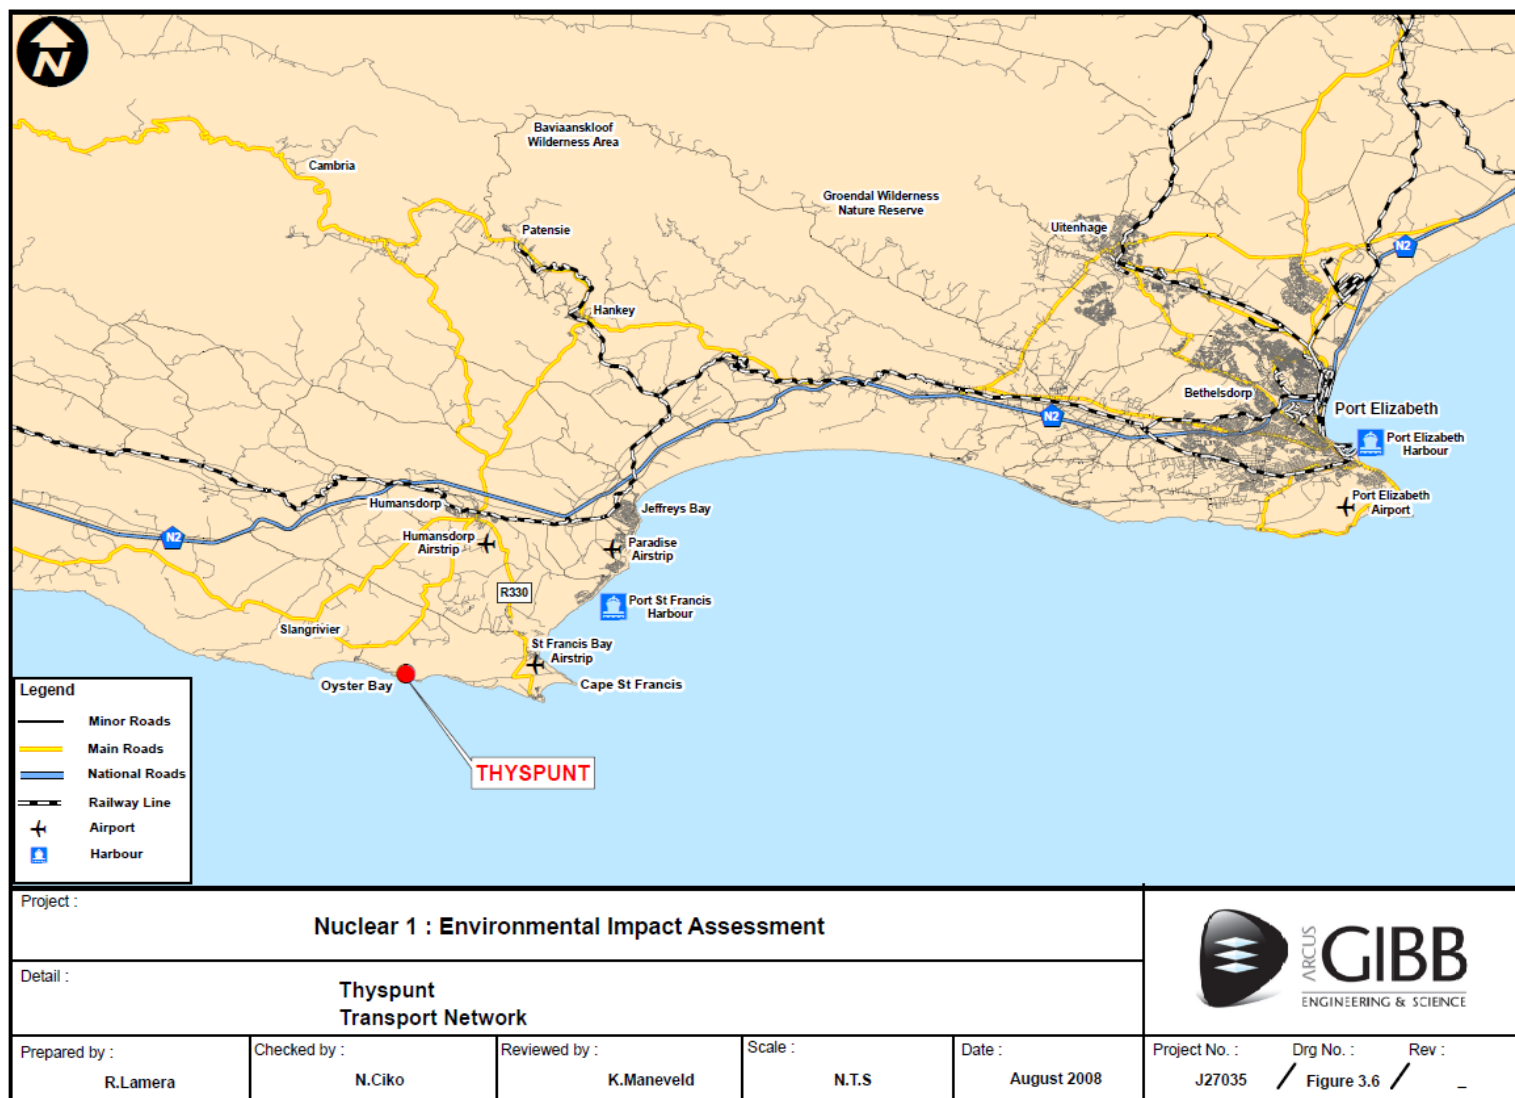 N
Baviaanskloof
Wilderness Area
Cambria
Groendal Wilderness
Nature Reserve
Patensie
Uitenhage
N2
Hankey
Bethelsdorp
Port Elizabeth
N2
Port Elizabeth
Harbour
Humansdorp
Jeffreys Bay
Port Elizabeth
Airport
N2
Humansdorp
Airstrip
Paradise
Airstrip
R330
Port St Francis
Harbour
Slangrivier
St Francis Bay
Airstrip
Oyster Bay
Cape St Francis
THYSPUNT
Legend
Minor Roads
Main Roads
National Roads
Railway Line
Airport
Harbour
Project :
Nuclear 1 : Environmental Impact Assessment
Detail :
Thyspunt
Transport Network
ARCUS
GIBB
ENGINEERING & SCIENCE
Prepared by :
R.Lamera
Checked by :
N.Ciko
Reviewed by :
K.Maneveld
Scale :
N.T.S
Date :
August 2008
Project No. : Drg No. : Rev :
J27035 / Figure 3.6 / _